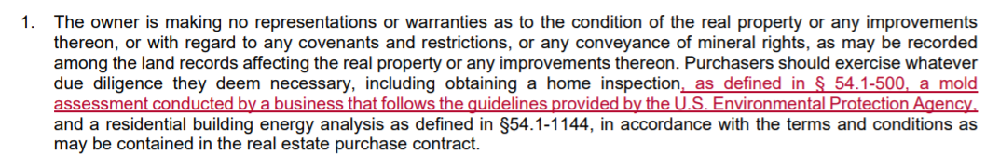 1. The owner is making no representations or warranties as to the condition of the real property or any improvements
thereon, or with regard to any covenants and restrictions, or any conveyance of mineral rights, as may be recorded
among the land records affecting the real property or any improvements thereon. Purchasers should exercise whatever
due diligence they deem necessary, including obtaining a home inspection, as defined in § 54.1-500, a mold
assessment conducted by a business that follows the guidelines provided by the U.S. Environmental Protection Agency,
and a residential building energy analysis as defined in §54.1-1144, in accordance with the terms and conditions as
may be contained in the real estate purchase contract.